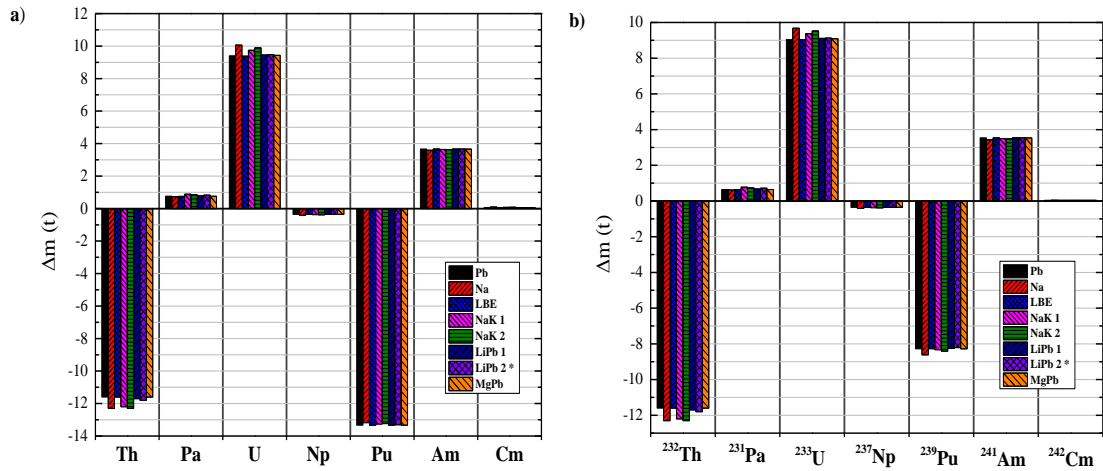 a)
Δm (t)
12
10
8
6
4
2
0
-2
-4
-6
-8
-10
-12
-14
Th Pa U Np Pu Am Cm
Pb
Na
LBE
NaK 1
NaK 2
LiPb 1
LiPb 2 *
MgPb
b)
Δm (t)
10
8
6
4
2
0
-2
-4
-6
-8
-10
-12
²³²Th ²³¹Pa ²³³U ²³⁷Np ²³⁹Pu ²⁴¹Am ²⁴²Cm
Pb
Na
LBE
NaK 1
NaK 2
LiPb 1
LiPb 2 *
MgPb